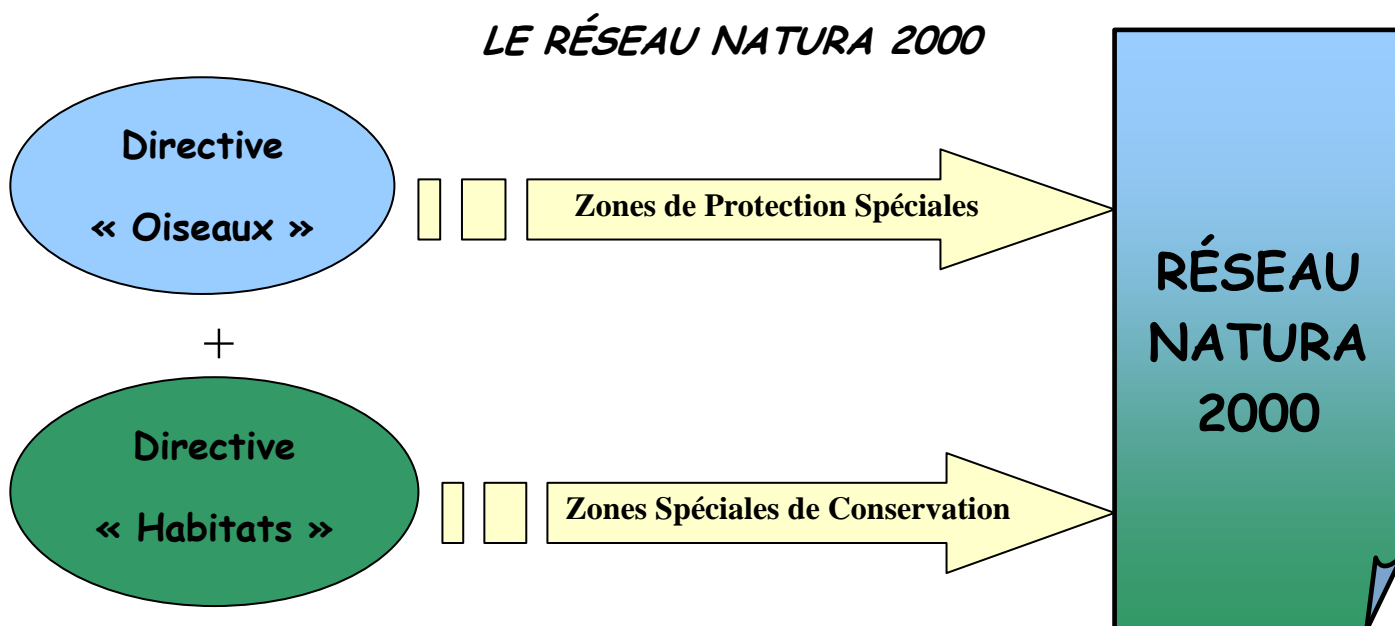 LE RÉSEAU NATURA 2000
Directive
« Oiseaux »
Zones de Protection Spéciales
+
Directive
« Habitats »
Zones Spéciales de Conservation
RÉSEAU
NATURA
2000